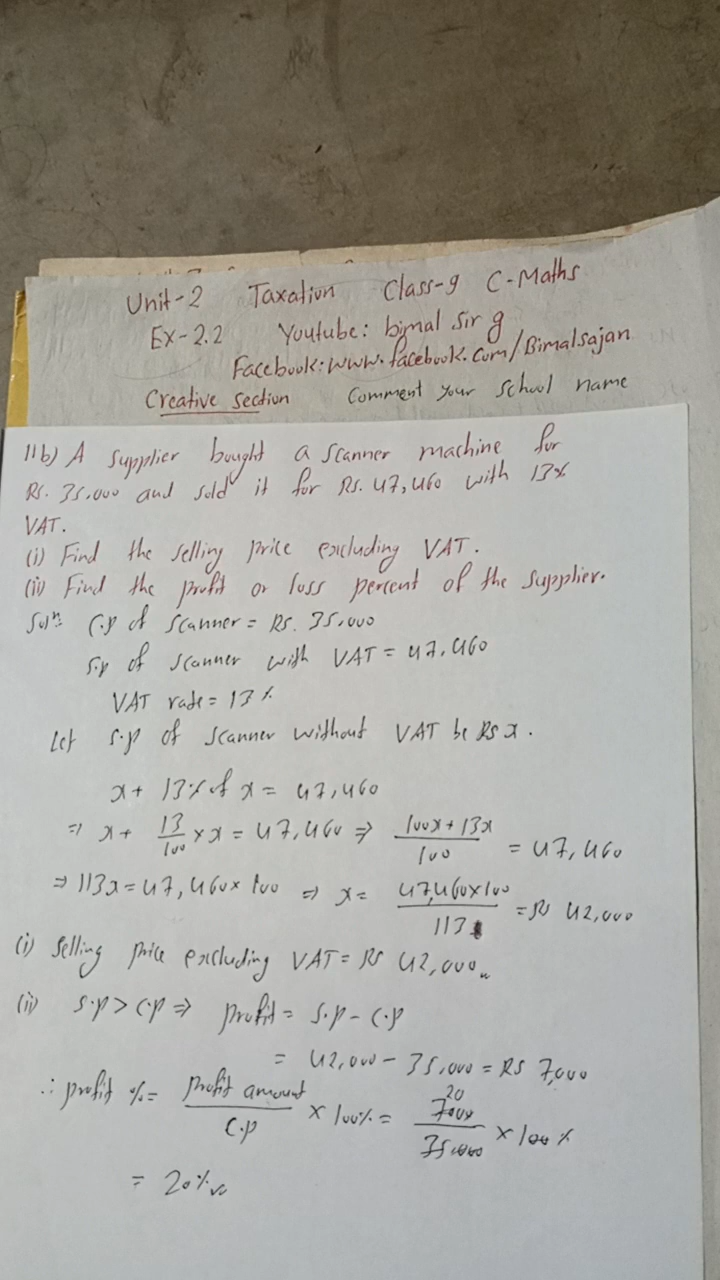 Unit-2 Taxation Class-9 C-Maths
Ex-2.2 Youtube: bimal sir g
Facebook: www.facebook.com/Bimalsajan
Creative section Comment your school name
11b) A supplier bought a scanner machine for
Rs. 35,000 and sold it for Rs. 47,460 with 13%
VAT.
(i) Find the selling price excluding VAT.
(ii) Find the profit or loss percent of the supplier.
Solⁿ: C.p of scanner = Rs. 35,000
S.p of scanner with VAT = 47,460
VAT rate = 13%
Let s.p of scanner without VAT be Rs x.
x + 13% of x = 47,460
⇒ x + 13/100 × x = 47,460 ⇒ (100x + 13x)/100 = 47,460
⇒ 113x = 47,460 × 100 ⇒ x = (47,460 × 100)/113 = Rs 42,000
(i) Selling price excluding VAT = Rs 42,000
(ii) S.p > C.p ⇒ profit = S.p - C.p
= 42,000 - 35,000 = Rs 7,000
∴ profit % = profit amount/C.p × 100% = 7000/35,000 × 100%
20
= 20%